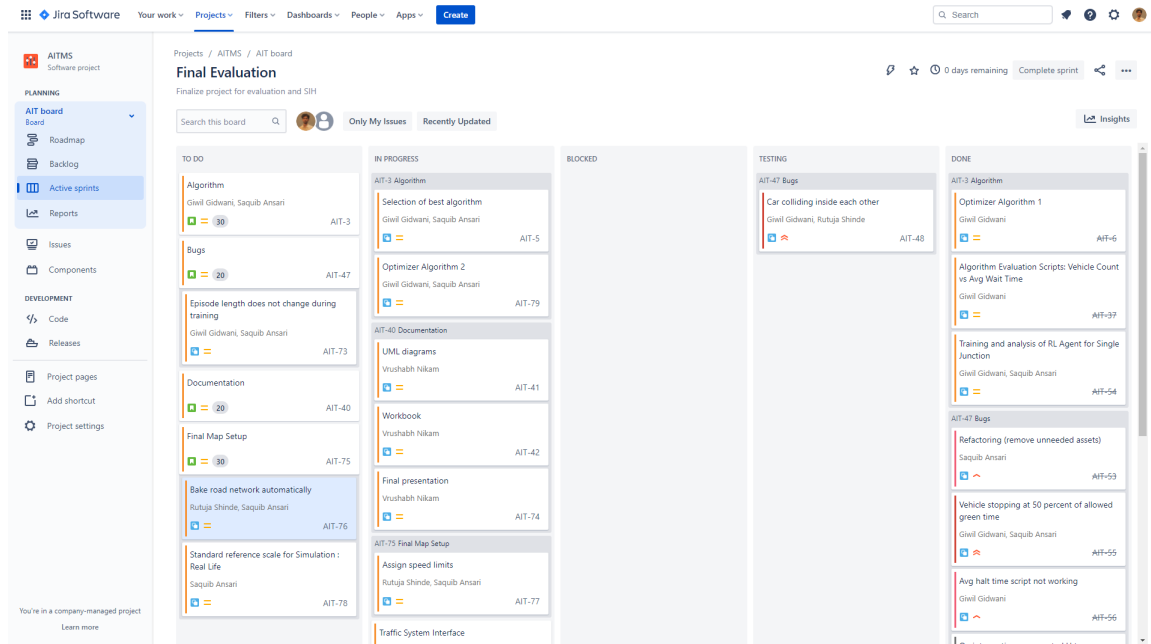 Jira Software
Your work
Projects
Filters
Dashboards
People
Apps
Create
Search
AITMS
Software project
PLANNING
AIT board
Board
Roadmap
Backlog
Active sprints
Reports
Issues
Components
DEVELOPMENT
Code
Releases
Project pages
Add shortcut
Project settings
You're in a company-managed project
Learn more
Projects / AITMS / AIT board
Final Evaluation
Finalize project for evaluation and SIH
0 days remaining
Complete sprint
Search this board
Only My Issues
Recently Updated
Insights
TO DO
Algorithm
Giwil Gidwani, Saquib Ansari
30
AIT-3
Bugs
20
AIT-47
Episode length does not change during
training
Giwil Gidwani, Saquib Ansari
AIT-73
Documentation
20
AIT-40
Final Map Setup
30
AIT-75
Bake road network automatically
Rutuja Shinde, Saquib Ansari
AIT-76
Standard reference scale for Simulation :
Real Life
Saquib Ansari
AIT-78
IN PROGRESS
AIT-3 Algorithm
Selection of best algorithm
Giwil Gidwani, Saquib Ansari
AIT-5
Optimizer Algorithm 2
Giwil Gidwani, Saquib Ansari
AIT-79
AIT-40 Documentation
UML diagrams
Vrushabh Nikam
AIT-41
Workbook
Vrushabh Nikam
AIT-42
Final presentation
Vrushabh Nikam
AIT-74
AIT-75 Final Map Setup
Assign speed limits
Rutuja Shinde, Saquib Ansari
AIT-77
Traffic System Interface
BLOCKED
TESTING
AIT-47 Bugs
Car colliding inside each other
Giwil Gidwani, Rutuja Shinde
AIT-48
DONE
AIT-3 Algorithm
Optimizer Algorithm 1
Giwil Gidwani
AIT-6
Algorithm Evaluation Scripts: Vehicle Count
vs Avg Wait Time
Giwil Gidwani
AIT-37
Training and analysis of RL Agent for Single
Junction
Giwil Gidwani, Saquib Ansari
AIT-54
AIT-47 Bugs
Refactoring (remove unneeded assets)
Saquib Ansari
AIT-53
Vehicle stopping at 50 percent of allowed
green time
Giwil Gidwani, Saquib Ansari
AIT-55
Avg halt time script not working
Giwil Gidwani
AIT-56